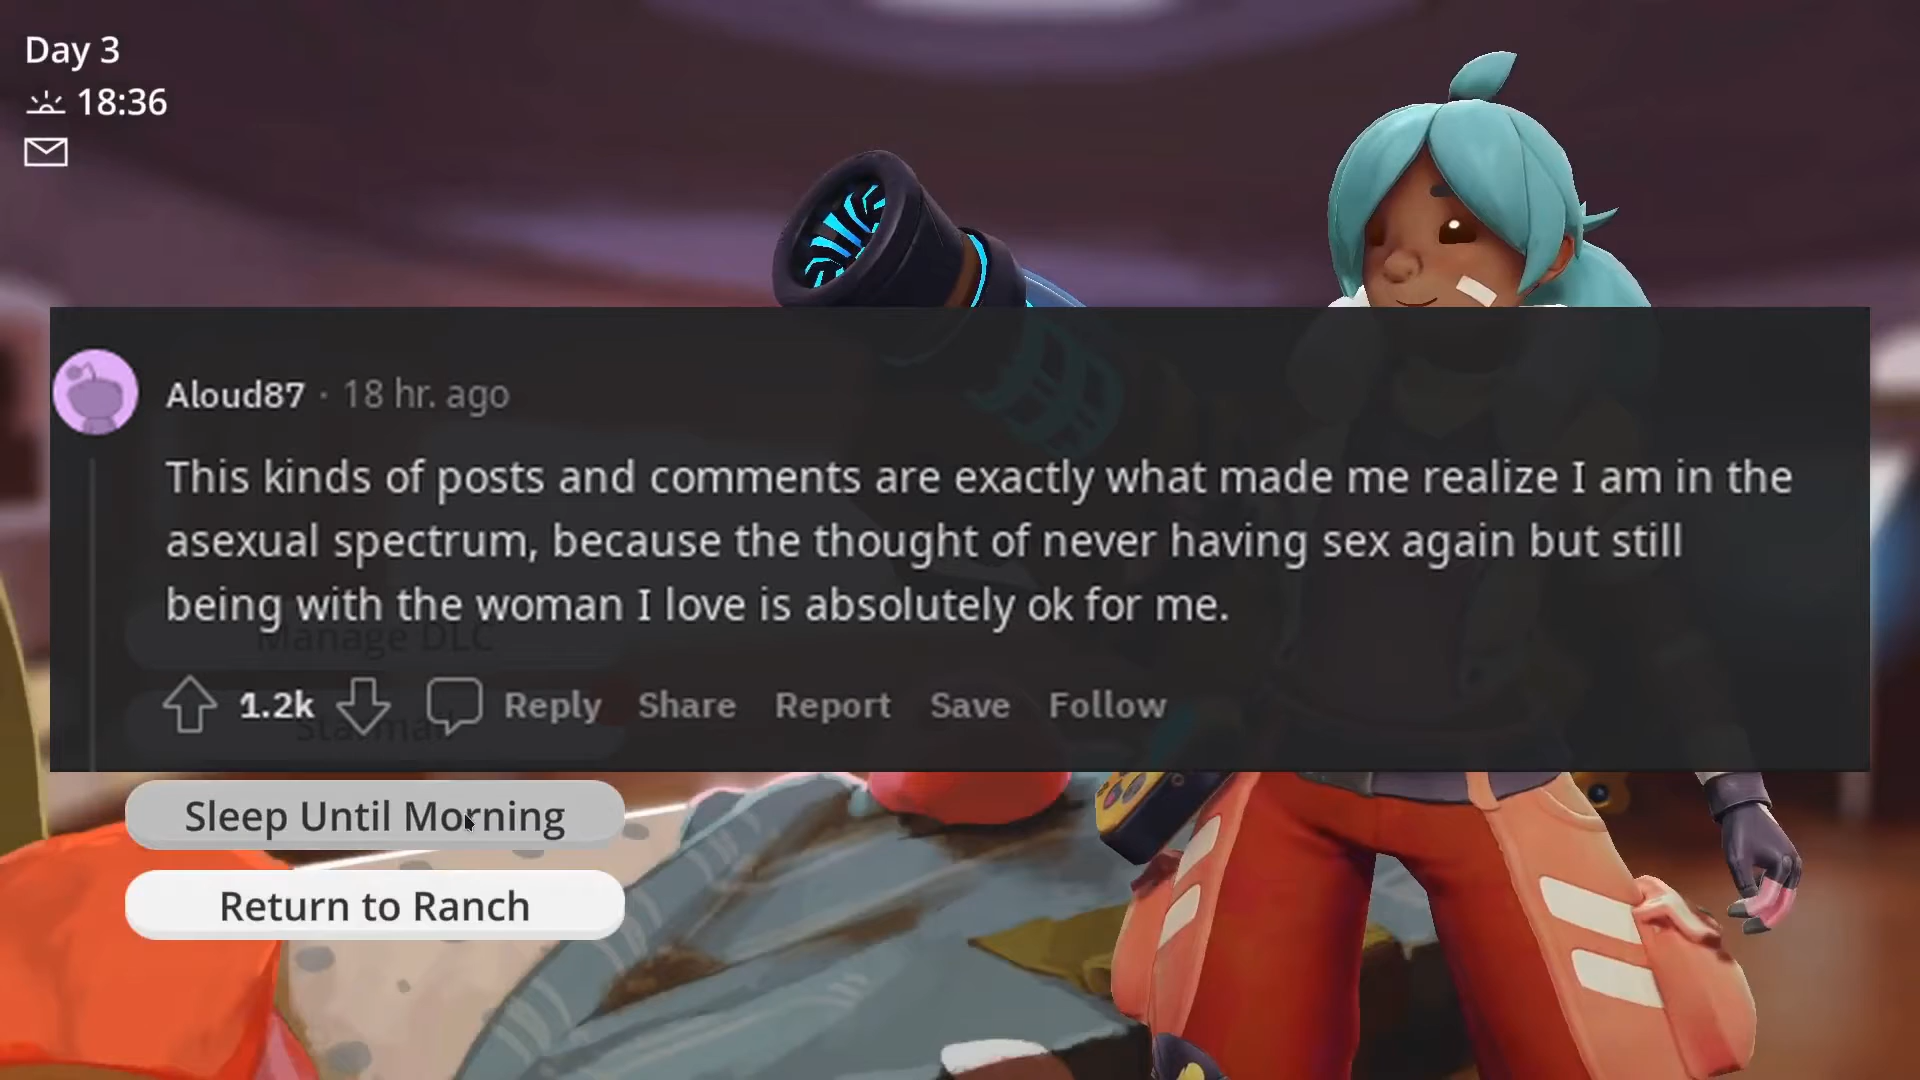 Day 3
18:36
Aloud87 · 18 hr. ago
This kinds of posts and comments are exactly what made me realize I am in the
asexual spectrum, because the thought of never having sex again but still
being with the woman I love is absolutely ok for me.
Manage DLC
1.2k Reply Share Report Save Follow
Starmail
Sleep Until Morning
Return to Ranch